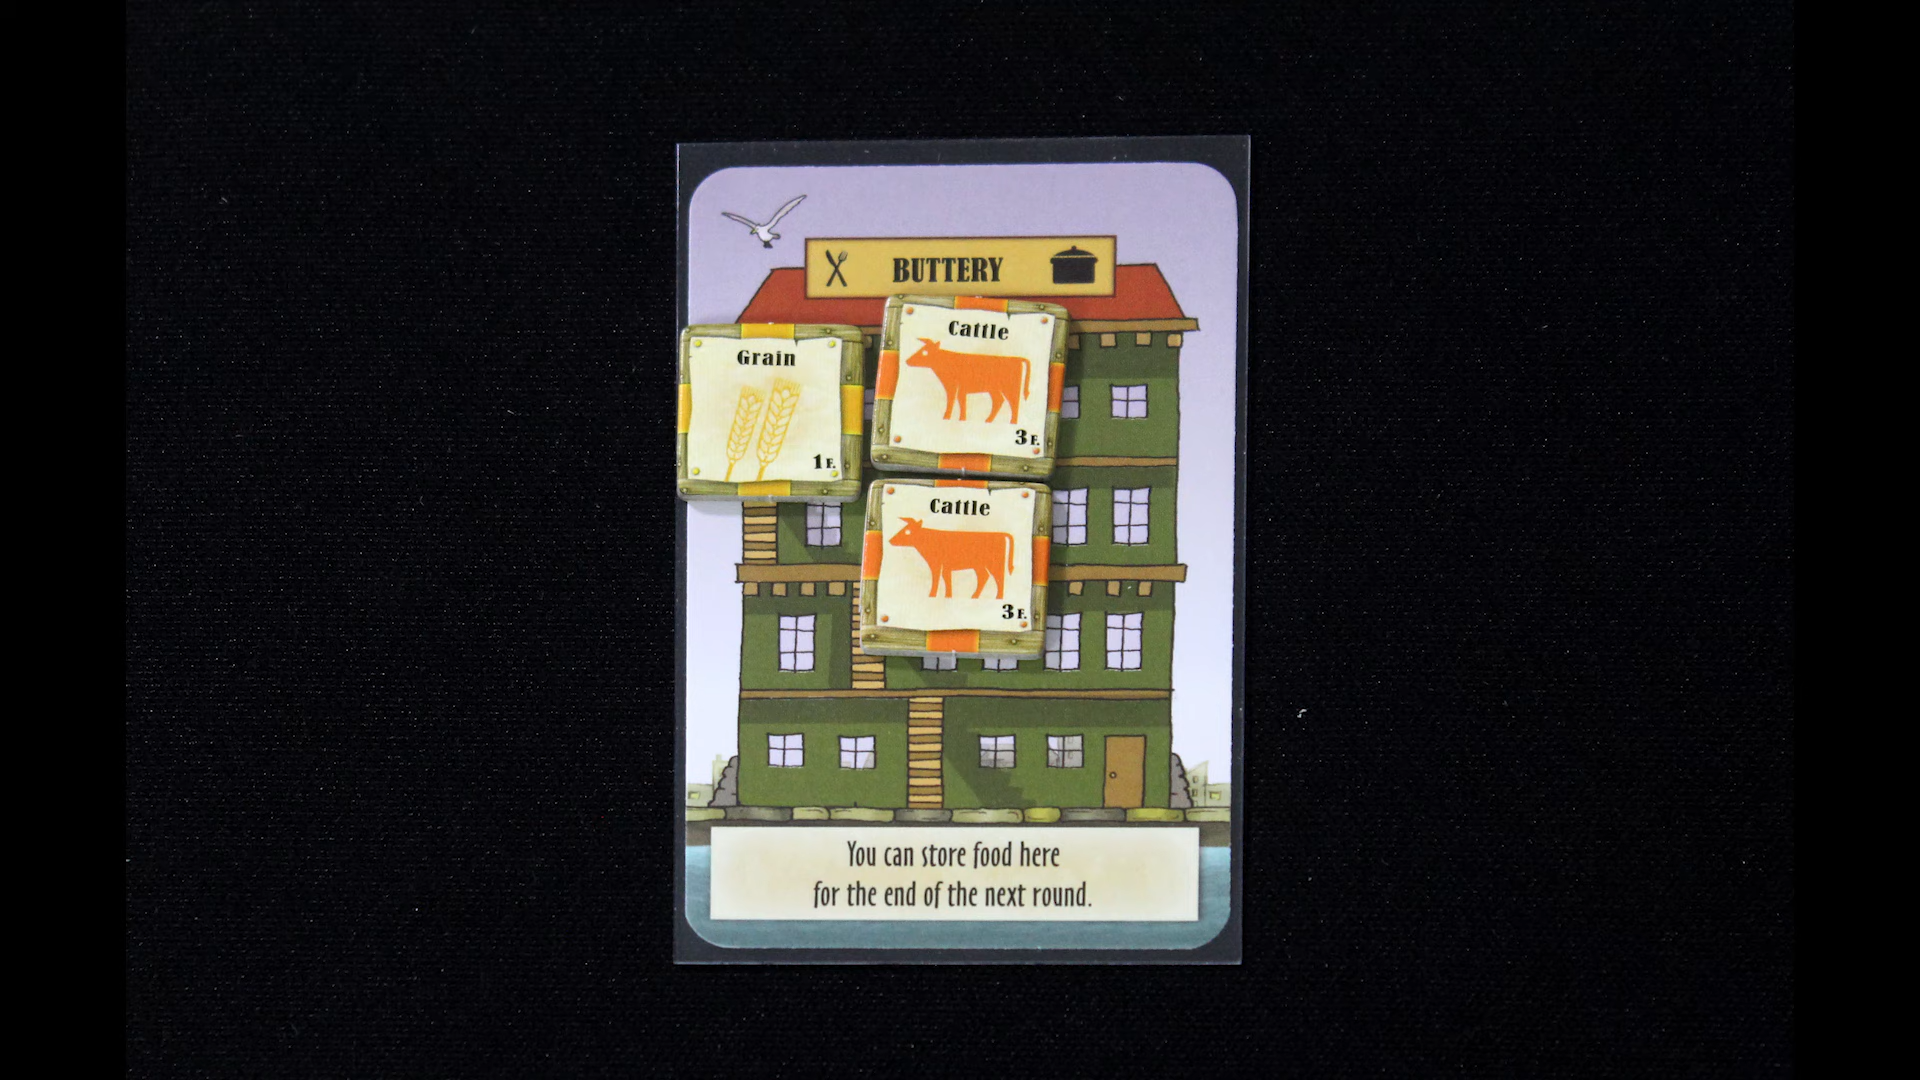 BUTTERY
Grain
1F.
Cattle
3F.
Cattle
3F.
You can store food here
for the end of the next round.